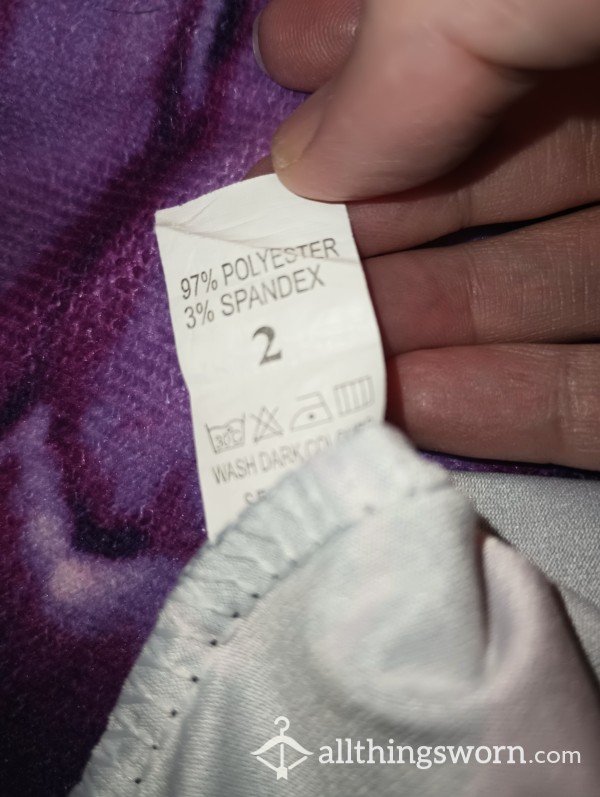 97% POLYESTER
3% SPANDEX
2
30°C
WASH DARK
allthingsworn.com